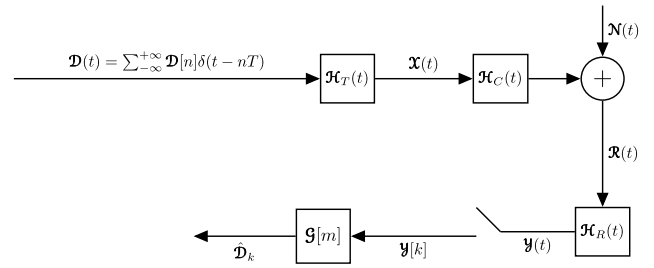 𝕹(t)
𝕯(t) = ∑_{-∞}^{+∞} 𝕯[n]δ(t − nT)
𝕳_T(t)
𝖃(t)
𝕳_C(t)
+
𝕽(t)
𝕳_R(t)
𝖄(t)
𝖄[k]
𝕲[m]
𝕯̂_k